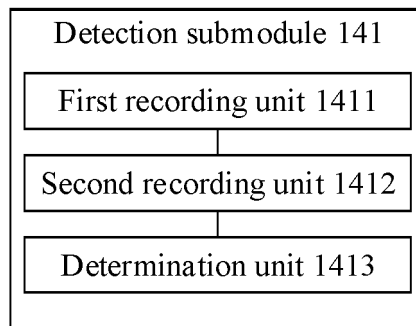 Detection submodule 141
First recording unit 1411
Second recording unit 1412
Determination unit 1413